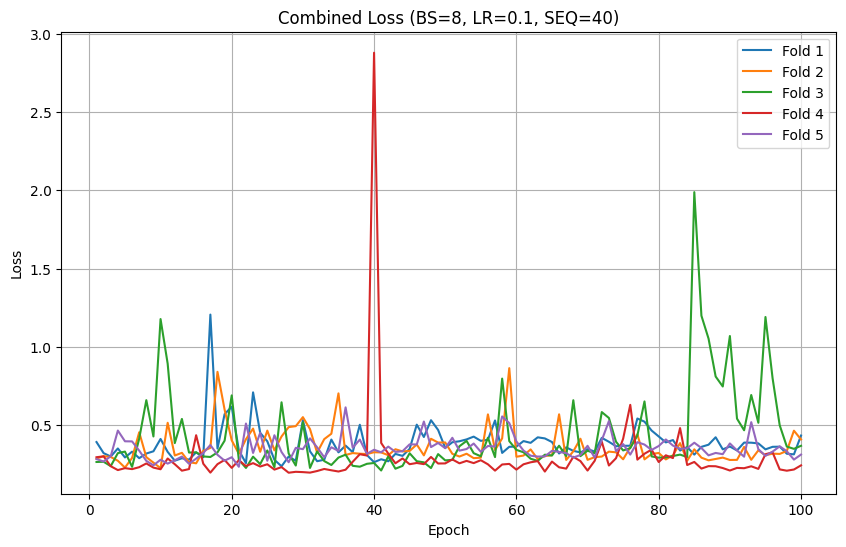 Combined Loss (BS=8, LR=0.1, SEQ=40)
Fold 1
Fold 2
Fold 3
Fold 4
Fold 5
Loss
3.0
2.5
2.0
1.5
1.0
0.5
0 20 40 60 80 100
Epoch